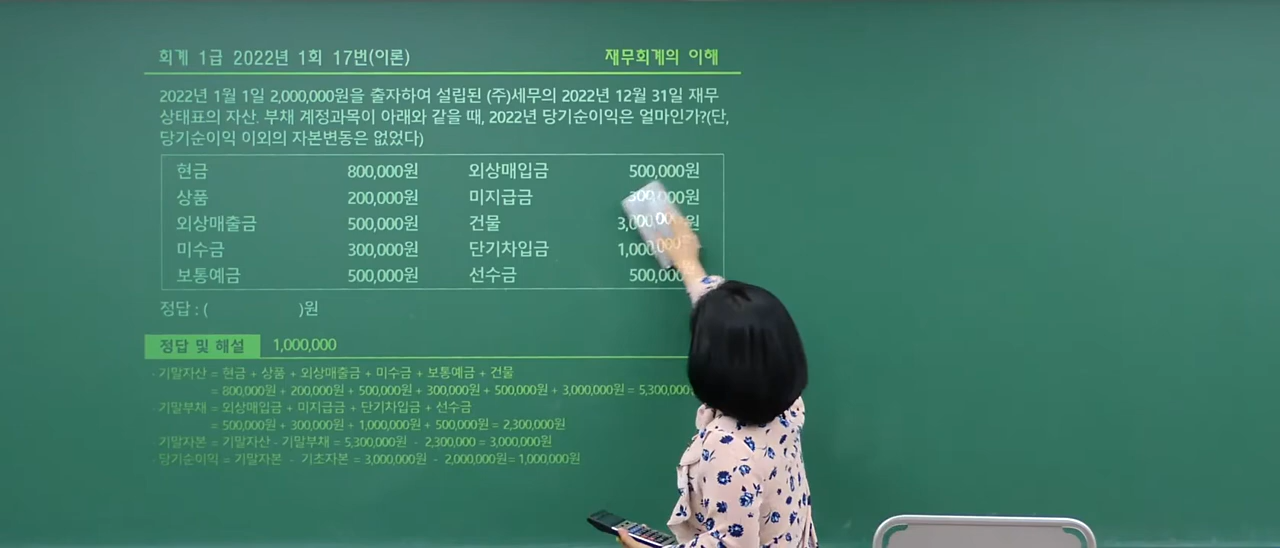 회계 1급 2022년 1회 17번(이론) 재무회계의 이해
2022년 1월 1일 2,000,000원을 출자하여 설립된 (주)세무의 2022년 12월 31일 재무
상태표의 자산. 부채 계정과목이 아래와 같을 때, 2022년 당기순이익은 얼마인가?(단,
당기순이익 이외의 자본변동은 없었다)
현금 800,000원 외상매입금 500,000원
상품 200,000원 미지급금 300,000원
외상매출금 500,000원 건물 3,000,000원
미수금 300,000원 단기차입금 1,000,000원
보통예금 500,000원 선수금 500,000
정답 : ( )원
정답 및 해설 1,000,000
· 기말자산 = 현금 + 상품 + 외상매출금 + 미수금 + 보통예금 + 건물
= 800,000원 + 200,000원 + 500,000원 + 300,000원 + 500,000원 + 3,000,000원 = 5,300,000
· 기말부채 = 외상매입금 + 미지급금 + 단기차입금 + 선수금
= 500,000원 + 300,000원 + 1,000,000원 + 500,000원 = 2,300,000원
· 기말자본 = 기말자산 - 기말부채 = 5,300,000원 - 2,300,000 = 3,000,000원
· 당기순이익 = 기말자본 - 기초자본 = 3,000,000원 - 2,000,000원= 1,000,000원